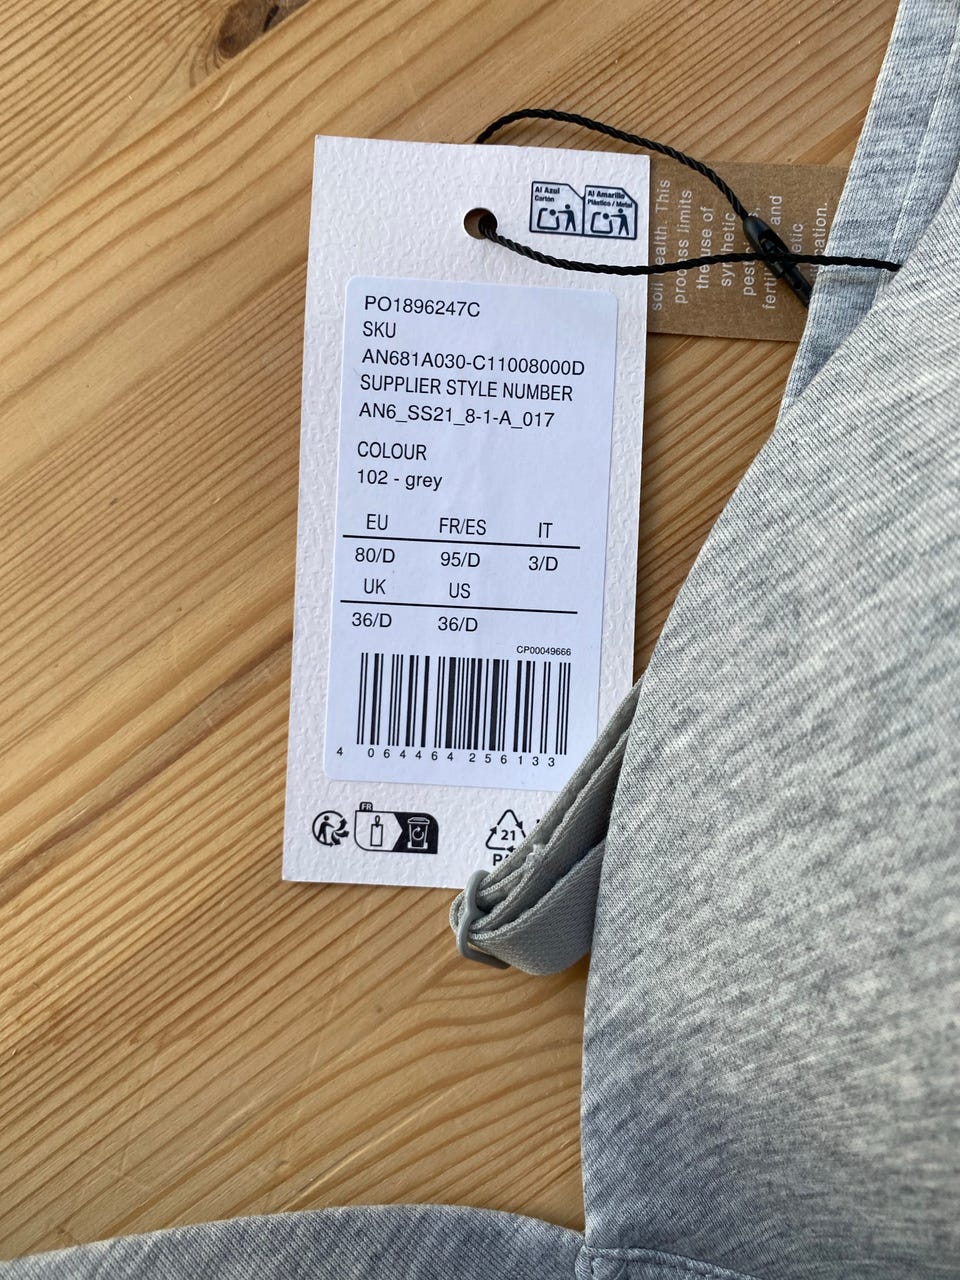 Al Azul
Cartón
Al Amarillo
Plástico / Metal
PO1896247C
SKU
AN681A030-C11008000D
SUPPLIER STYLE NUMBER
AN6_SS21_8-1-A_017
COLOUR
102 - grey
EU FR/ES IT
80/D 95/D 3/D
UK US
36/D 36/D
CP00049666
4 064464 256133
FR
21
soil health. This
process limits
the use of
and